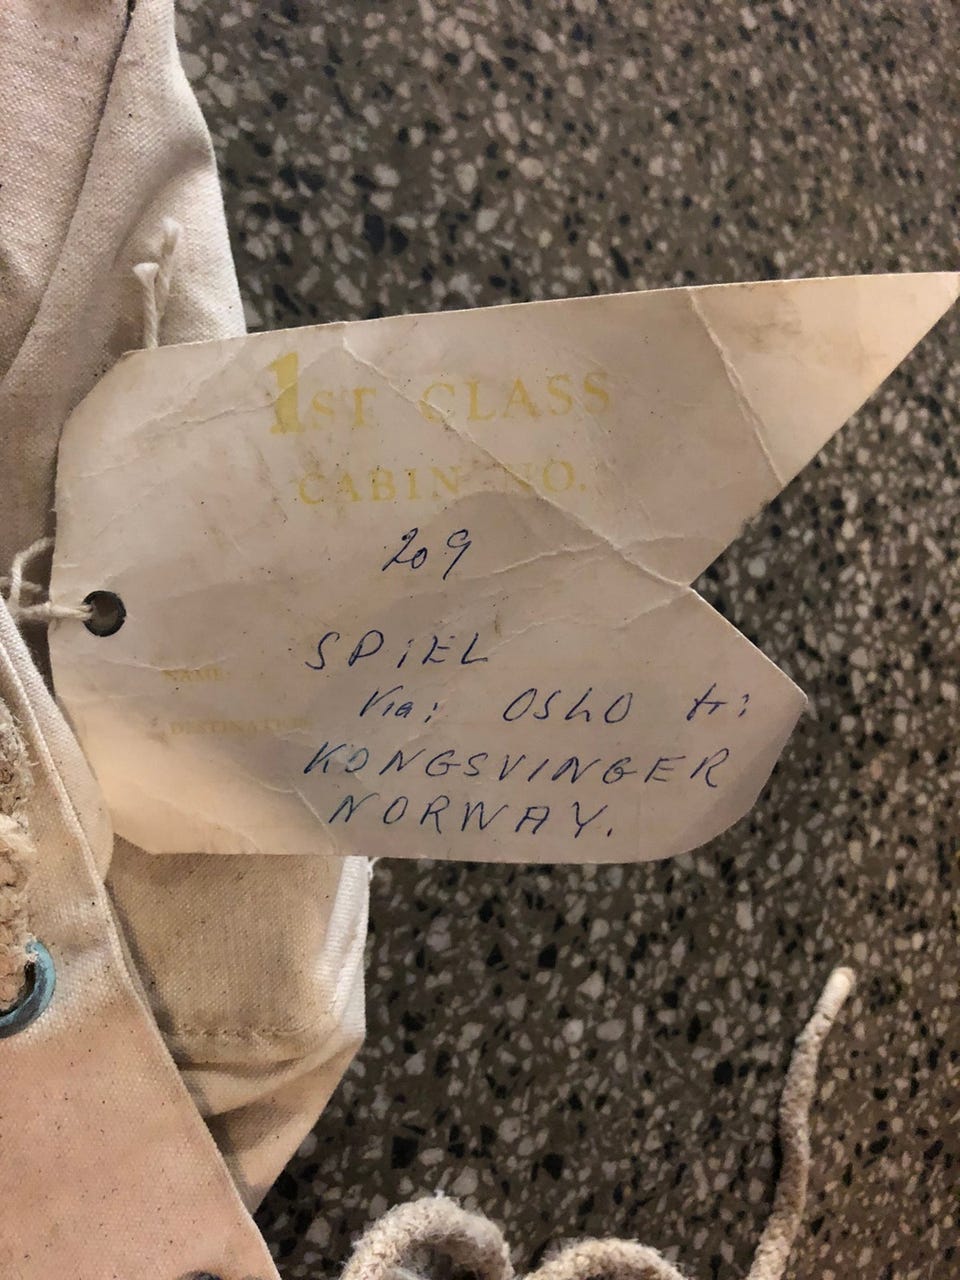 1ST CLASS
CABIN NO.
209
NAME: SPIEL
DESTINATION Via: OSLO to:
KONGSVINGER
NORWAY.